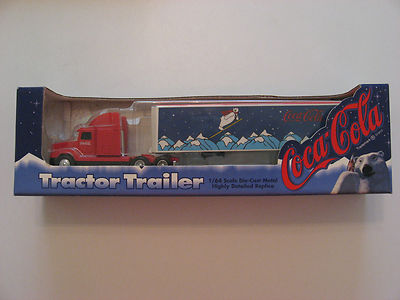 Coca-Cola
Coca-Cola
Tractor Trailer
1/64 Scale Die-Cast Metal
Highly Detailed Replica